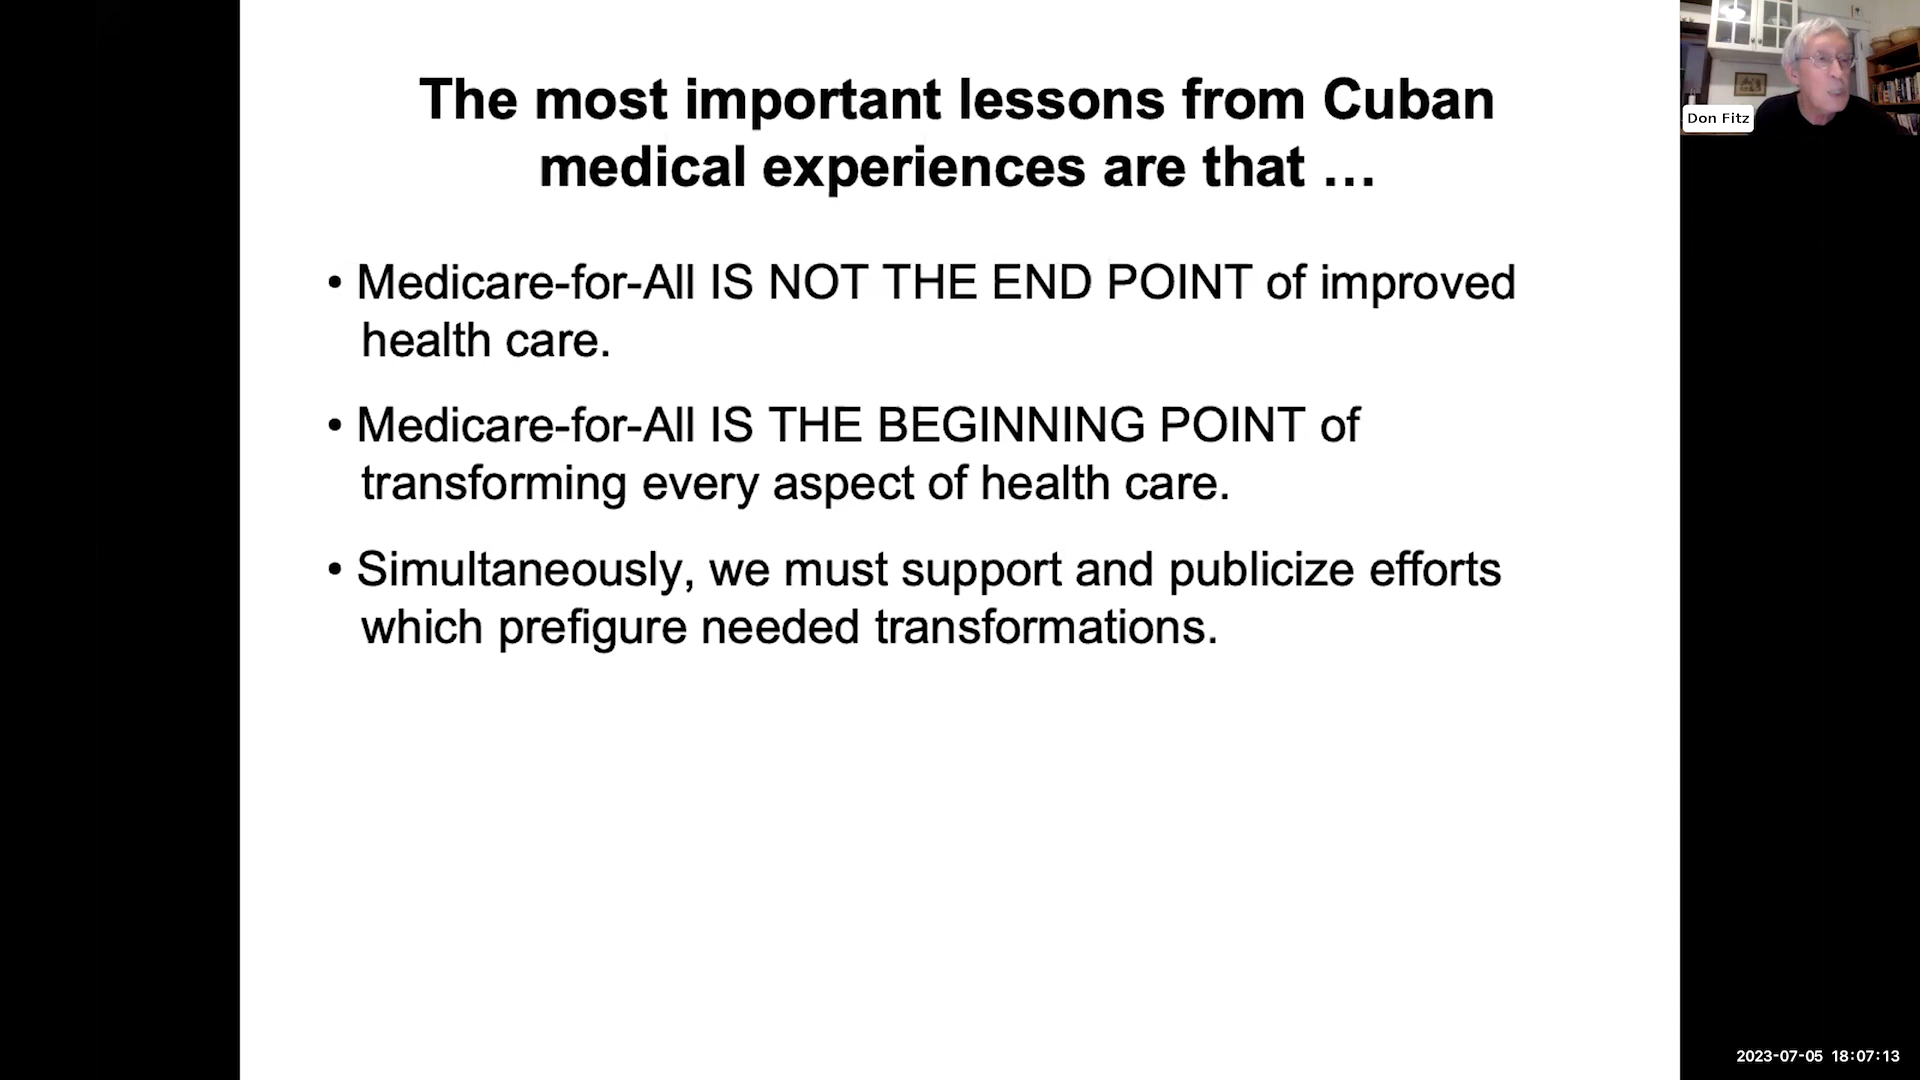 The most important lessons from Cuban
medical experiences are that …
• Medicare-for-All IS NOT THE END POINT of improved
health care.
• Medicare-for-All IS THE BEGINNING POINT of
transforming every aspect of health care.
• Simultaneously, we must support and publicize efforts
which prefigure needed transformations.
Don Fitz
2023-07-05 18:07:13